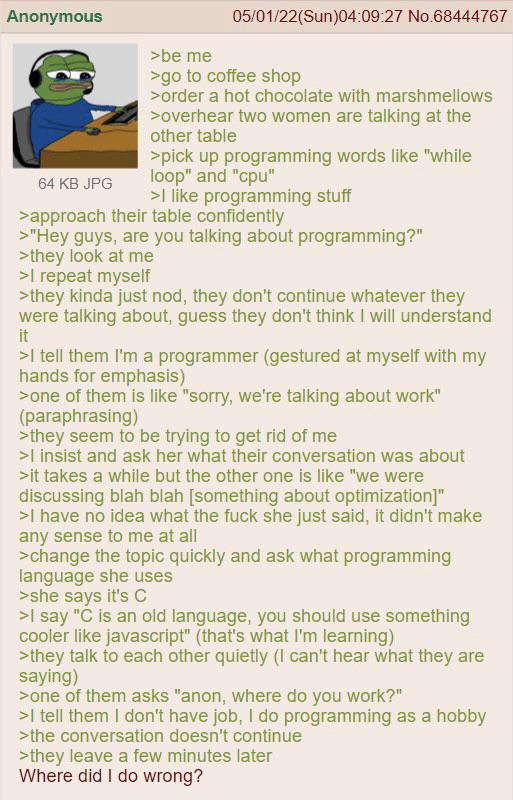 Anonymous 05/01/22(Sun)04:09:27 No.68444767
>be me
>go to coffee shop
>order a hot chocolate with marshmellows
>overhear two women are talking at the
other table
>pick up programming words like "while
loop" and "cpu"
64 KB JPG
>I like programming stuff
>approach their table confidently
>"Hey guys, are you talking about programming?"
>they look at me
>I repeat myself
>they kinda just nod, they don't continue whatever they
were talking about, guess they don't think I will understand
it
>I tell them I'm a programmer (gestured at myself with my
hands for emphasis)
>one of them is like "sorry, we're talking about work"
(paraphrasing)
>they seem to be trying to get rid of me
>I insist and ask her what their conversation was about
>it takes a while but the other one is like "we were
discussing blah blah [something about optimization]"
>I have no idea what the fuck she just said, it didn't make
any sense to me at all
>change the topic quickly and ask what programming
language she uses
>she says it's C
>I say "C is an old language, you should use something
cooler like javascript" (that's what I'm learning)
>they talk to each other quietly (I can't hear what they are
saying)
>one of them asks "anon, where do you work?"
>I tell them I don't have job, I do programming as a hobby
>the conversation doesn't continue
>they leave a few minutes later
Where did I do wrong?